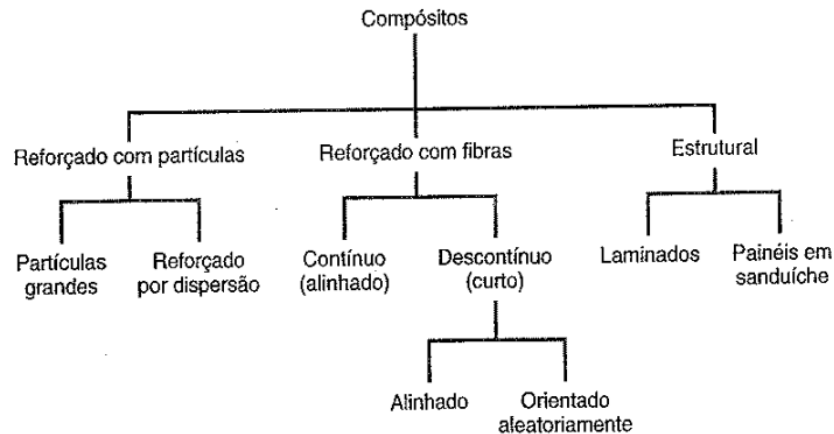 Compósitos
Reforçado com partículas
Reforçado com fibras
Estrutural
Partículas
grandes
Reforçado
por dispersão
Contínuo
(alinhado)
Descontínuo
(curto)
Laminados
Painéis em
sanduíche
Alinhado
Orientado
aleatoriamente